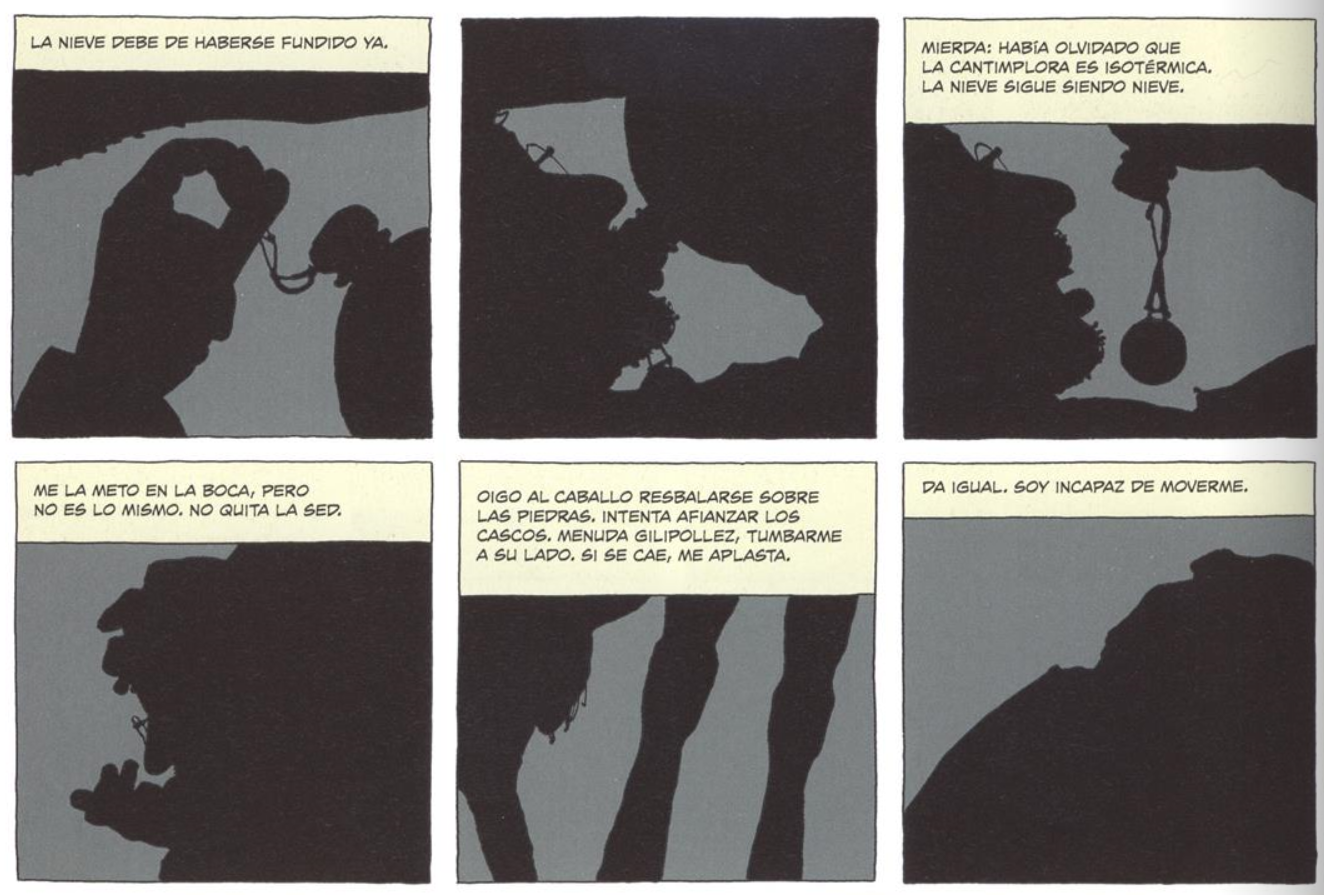 LA NIEVE DEBE DE HABERSE FUNDIDO YA.
MIERDA: HABÍA OLVIDADO QUE
LA CANTIMPLORA ES ISOTÉRMICA.
LA NIEVE SIGUE SIENDO NIEVE.
ME LA METO EN LA BOCA, PERO
NO ES LO MISMO. NO QUITA LA SED.
OIGO AL CABALLO RESBALARSE SOBRE
LAS PIEDRAS. INTENTA AFIANZAR LOS
CASCOS. MENUDA GILIPOLLEZ, TUMBARME
A SU LADO. SI SE CAE, ME APLASTA.
DA IGUAL. SOY INCAPAZ DE MOVERME.